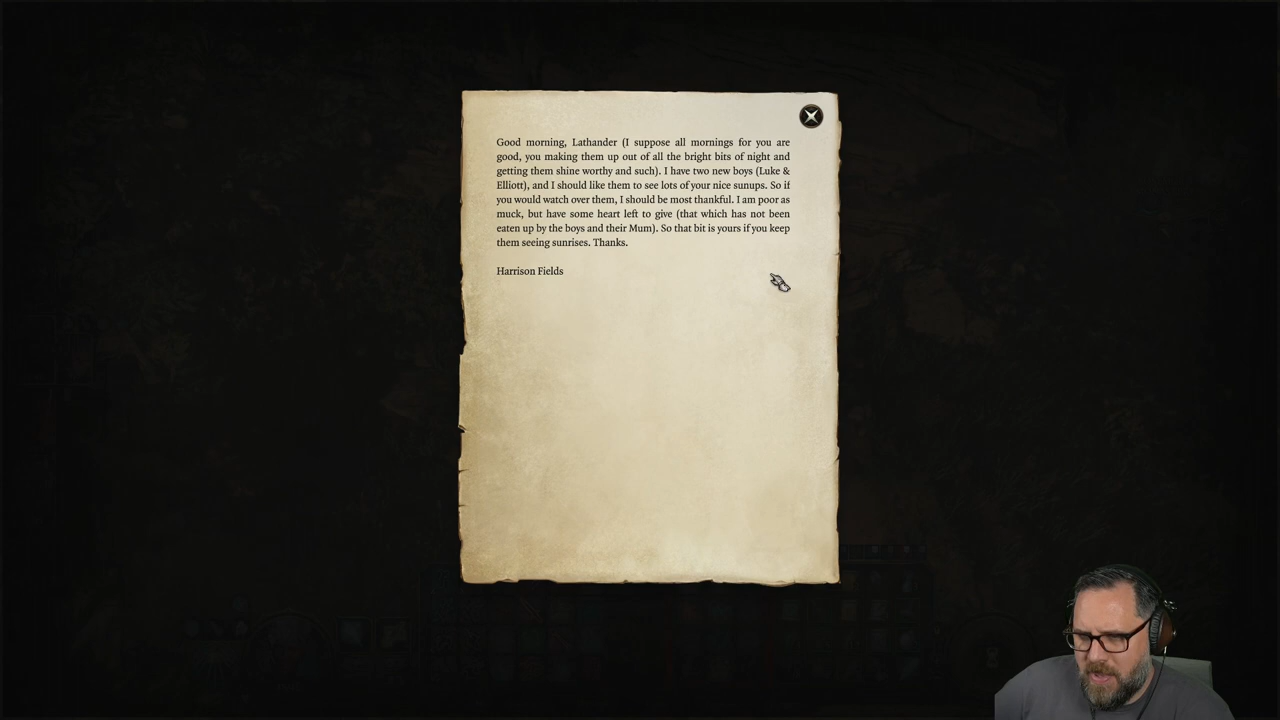 Good morning, Lathander (I suppose all mornings for you are
good, you making them up out of all the bright bits of night and
getting them shine worthy and such). I have two new boys (Luke &
Elliott), and I should like them to see lots of your nice sunups. So if
you would watch over them, I should be most thankful. I am poor as
muck, but have some heart left to give (that which has not been
eaten up by the boys and their Mum). So that bit is yours if you keep
them seeing sunrises. Thanks.
Harrison Fields